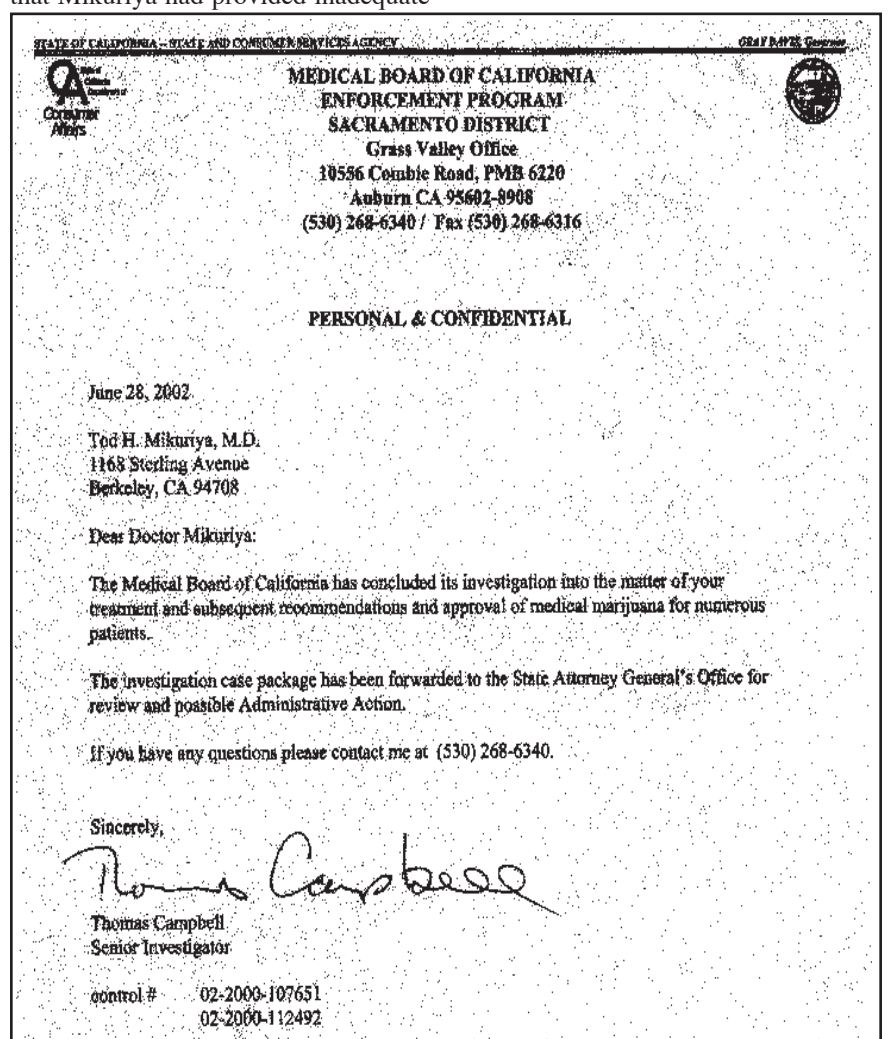 that Mikuriya had provided inadequate
STATE OF CALIFORNIA – STATE AND CONSUMER SERVICES AGENCY
GRAY DAVIS, Governor
State of
California
Department of
Consumer
Affairs
MEDICAL BOARD OF CALIFORNIA
ENFORCEMENT PROGRAM
SACRAMENTO DISTRICT
Grass Valley Office
10556 Combie Road, PMB 6220
Auburn CA 95602-8908
(530) 268-6340 / Fax (530) 268-6316
PERSONAL & CONFIDENTIAL
June 28, 2002
Tod H. Mikuriya, M.D.
1168 Sterling Avenue
Berkeley, CA 94708
Dear Doctor Mikuriya:
The Medical Board of California has concluded its investigation into the matter of your
treatment and subsequent recommendations and approval of medical marijuana for numerous
patients.
The investigation case package has been forwarded to the State Attorney General's Office for
review and possible Administrative Action.
If you have any questions please contact me at (530) 268-6340.
Sincerely,
Thomas Campbell
Thomas Campbell
Senior Investigator
control # 02-2000-107651
02-2000-112492